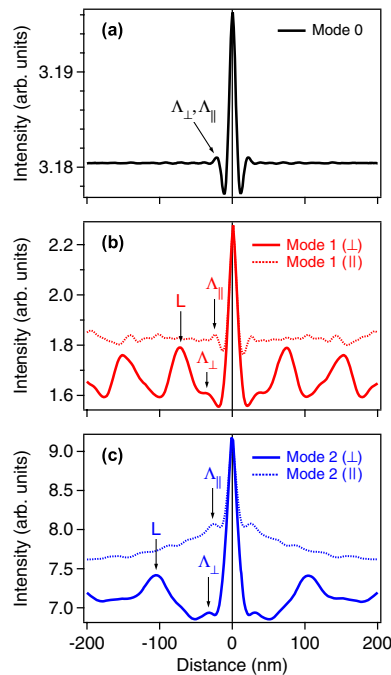 (a)
Mode 0
Intensity (arb. units)
3.19
3.18
Λ⊥,Λ||
(b)
Mode 1 (⊥)
Mode 1 (||)
Intensity (arb. units)
2.2
2.0
1.8
1.6
L
Λ||
Λ⊥
(c)
Mode 2 (⊥)
Mode 2 (||)
Intensity (arb. units)
9.0
8.5
8.0
7.5
7.0
L
Λ||
Λ⊥
-200 -100 0 100 200
Distance (nm)